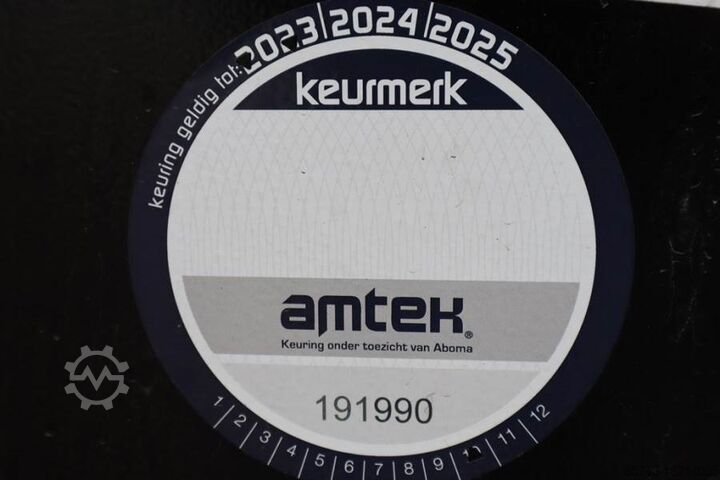 keuring geldig tot: 2023|2024|2025
keurmerk
amtek®
Keuring onder toezicht van Aboma
191990
1|2|3|4|5|6|7|8|9|10|11|12